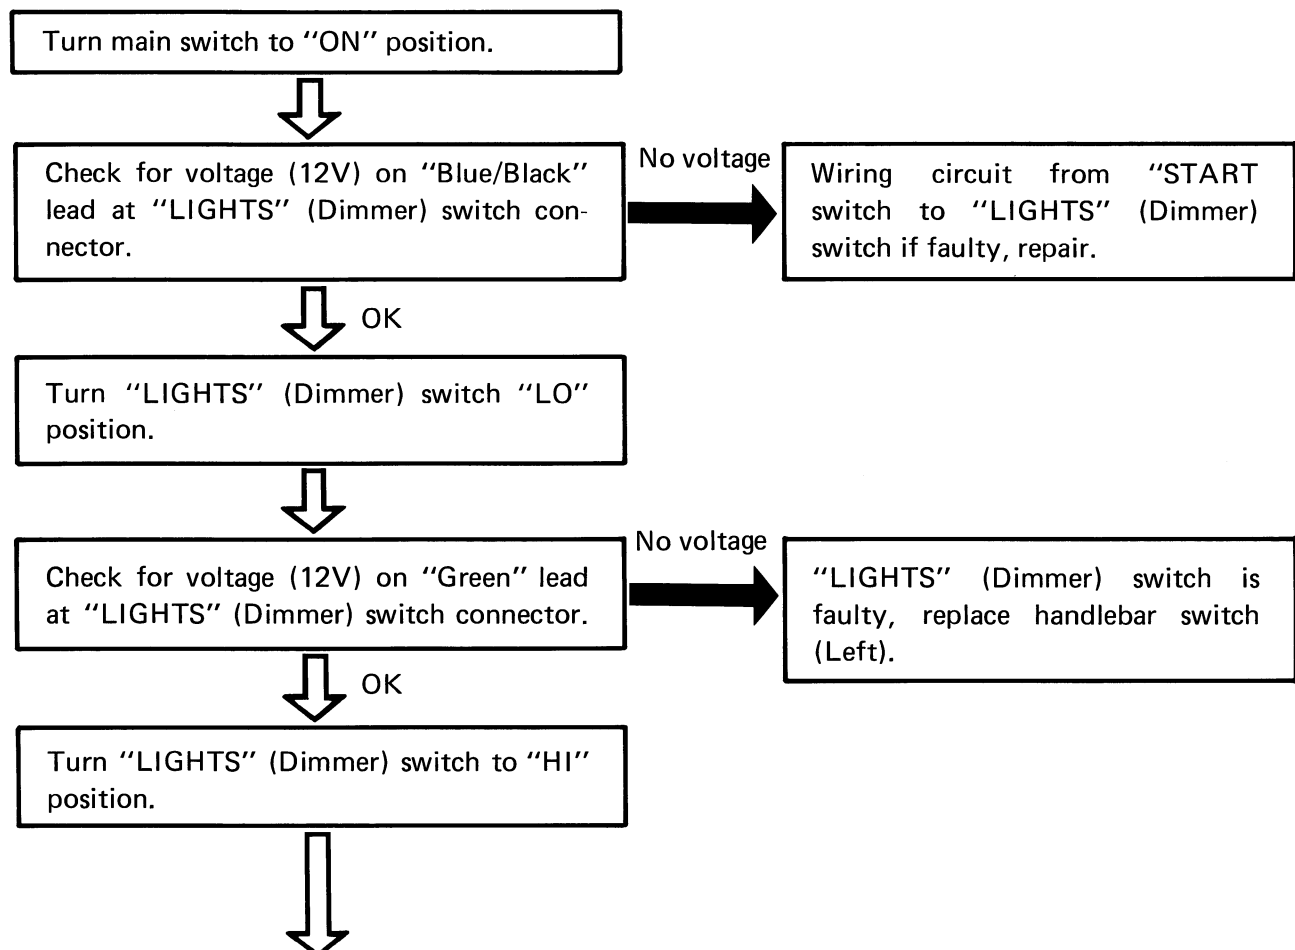 Turn main switch to “ON” position.
Check for voltage (12V) on “Blue/Black”
lead at “LIGHTS” (Dimmer) switch con-
nector.
No voltage
Wiring circuit from “START
switch to “LIGHTS” (Dimmer)
switch if faulty, repair.
OK
Turn “LIGHTS” (Dimmer) switch “LO”
position.
Check for voltage (12V) on “Green” lead
at “LIGHTS” (Dimmer) switch connector.
No voltage
“LIGHTS” (Dimmer) switch is
faulty, replace handlebar switch
(Left).
OK
Turn “LIGHTS” (Dimmer) switch to “HI”
position.